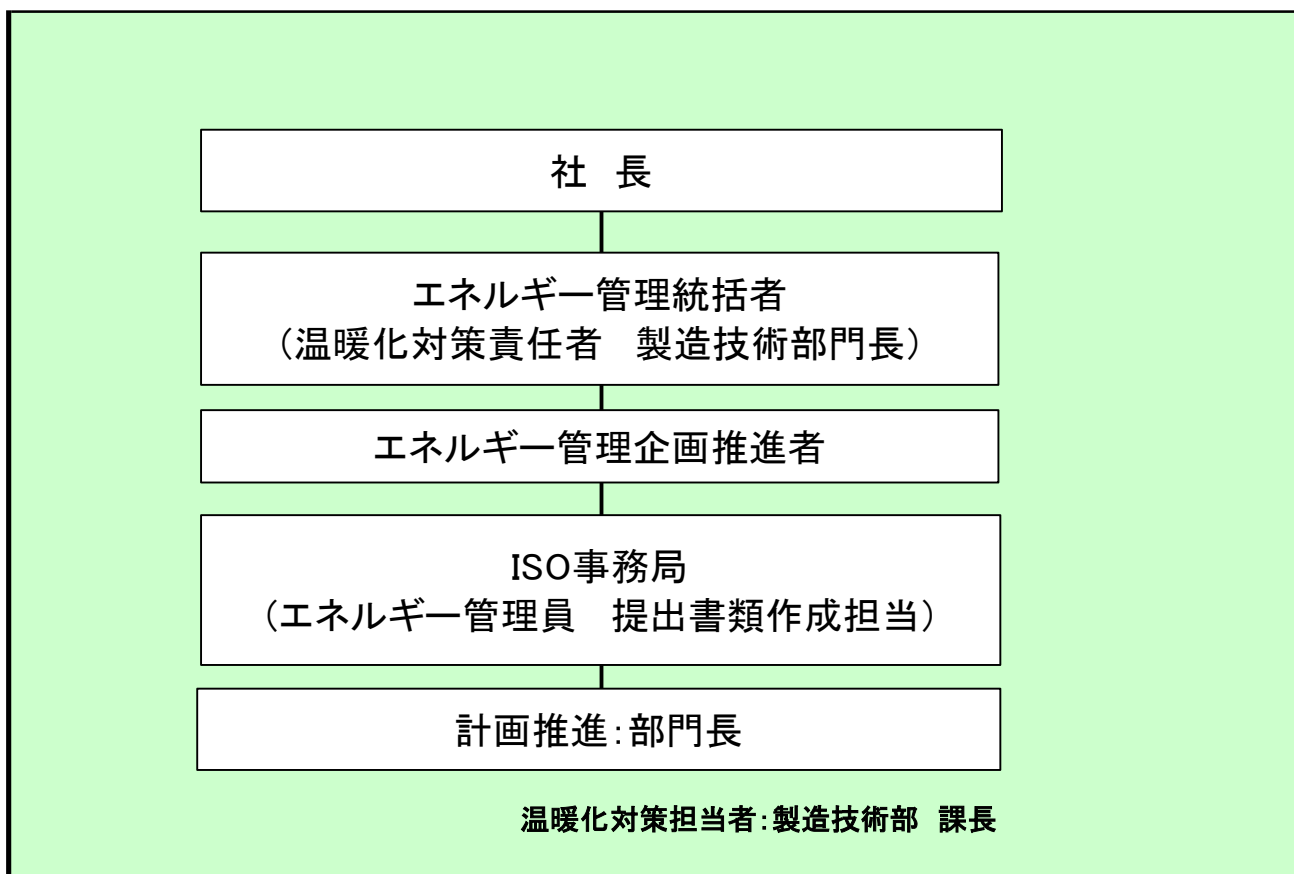 社　長
エネルギー管理統括者
（温暖化対策責任者　製造技術部門長）
エネルギー管理企画推進者
ISO事務局
（エネルギー管理員　提出書類作成担当）
計画推進：部門長
温暖化対策担当者：製造技術部　課長